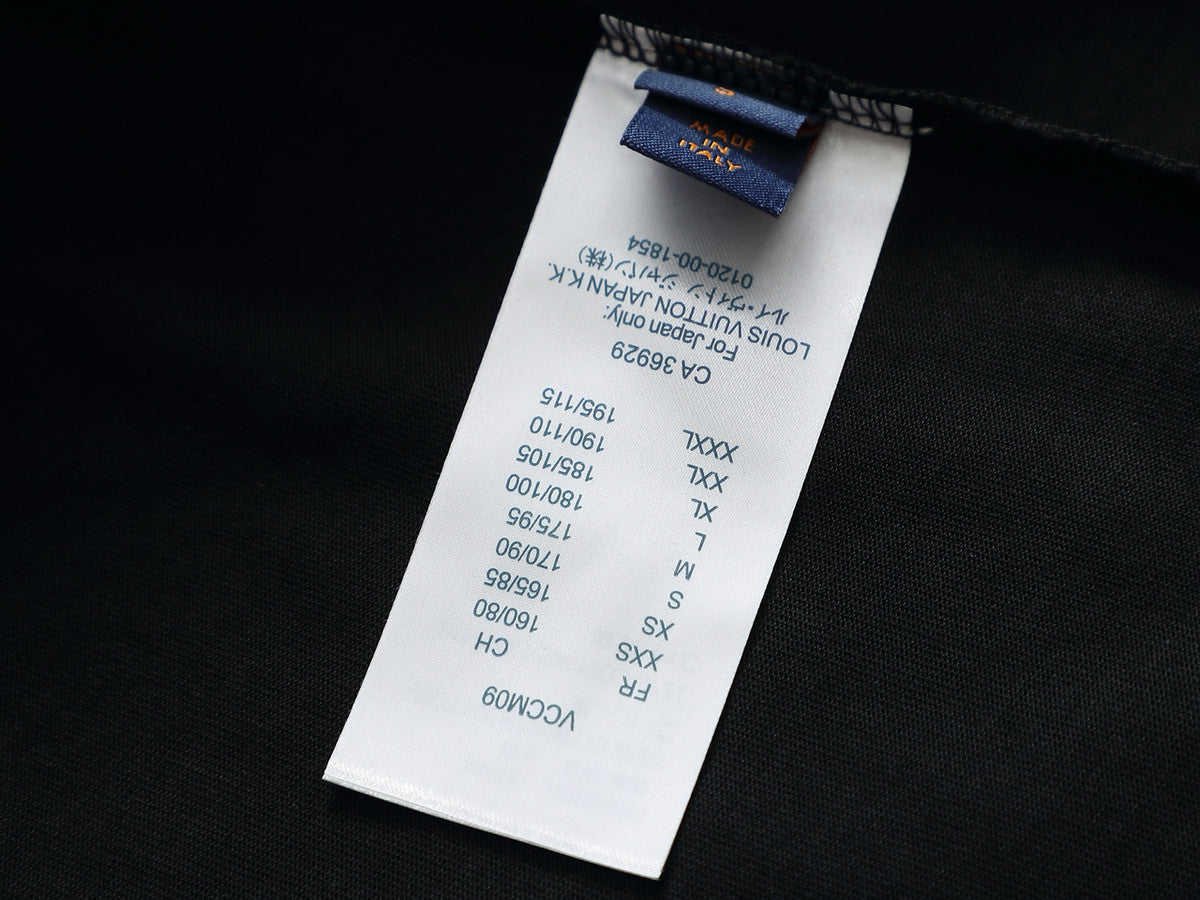 MADE
IN
ITALY
VCCM09
FR CH
XXS 160/80
XS 165/85
S 170/90
M 175/95
L 180/100
XL 185/105
XXL 190/110
XXXL 195/115
CA 36929
For Japan only:
LOUIS VUITTON JAPAN K.K.
ルイ・ヴィトン ジャパン(株)
0120-00-1854